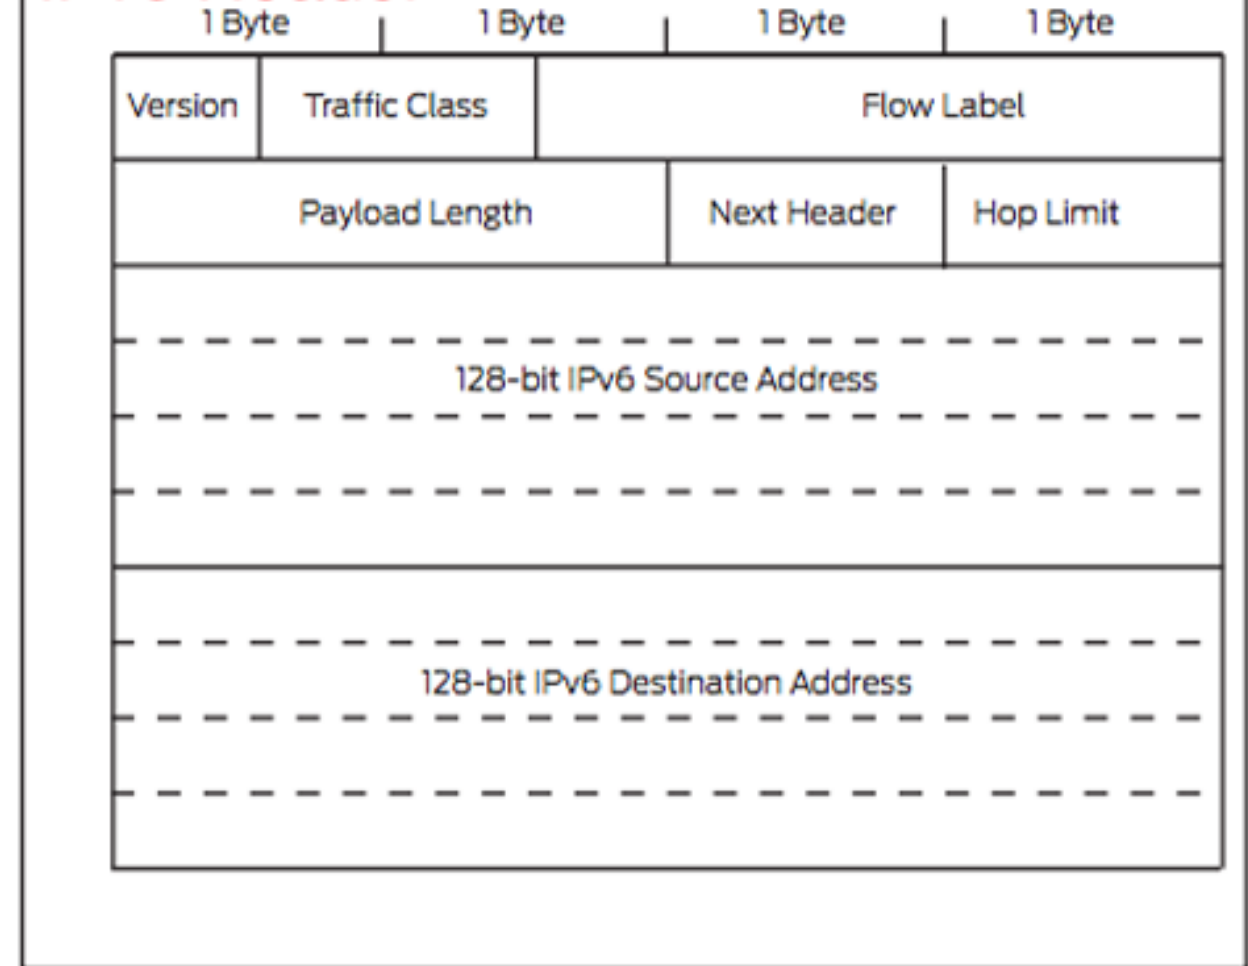 1 Byte 1 Byte 1 Byte 1 Byte
Version Traffic Class Flow Label
Payload Length Next Header Hop Limit
128-bit IPv6 Source Address
128-bit IPv6 Destination Address